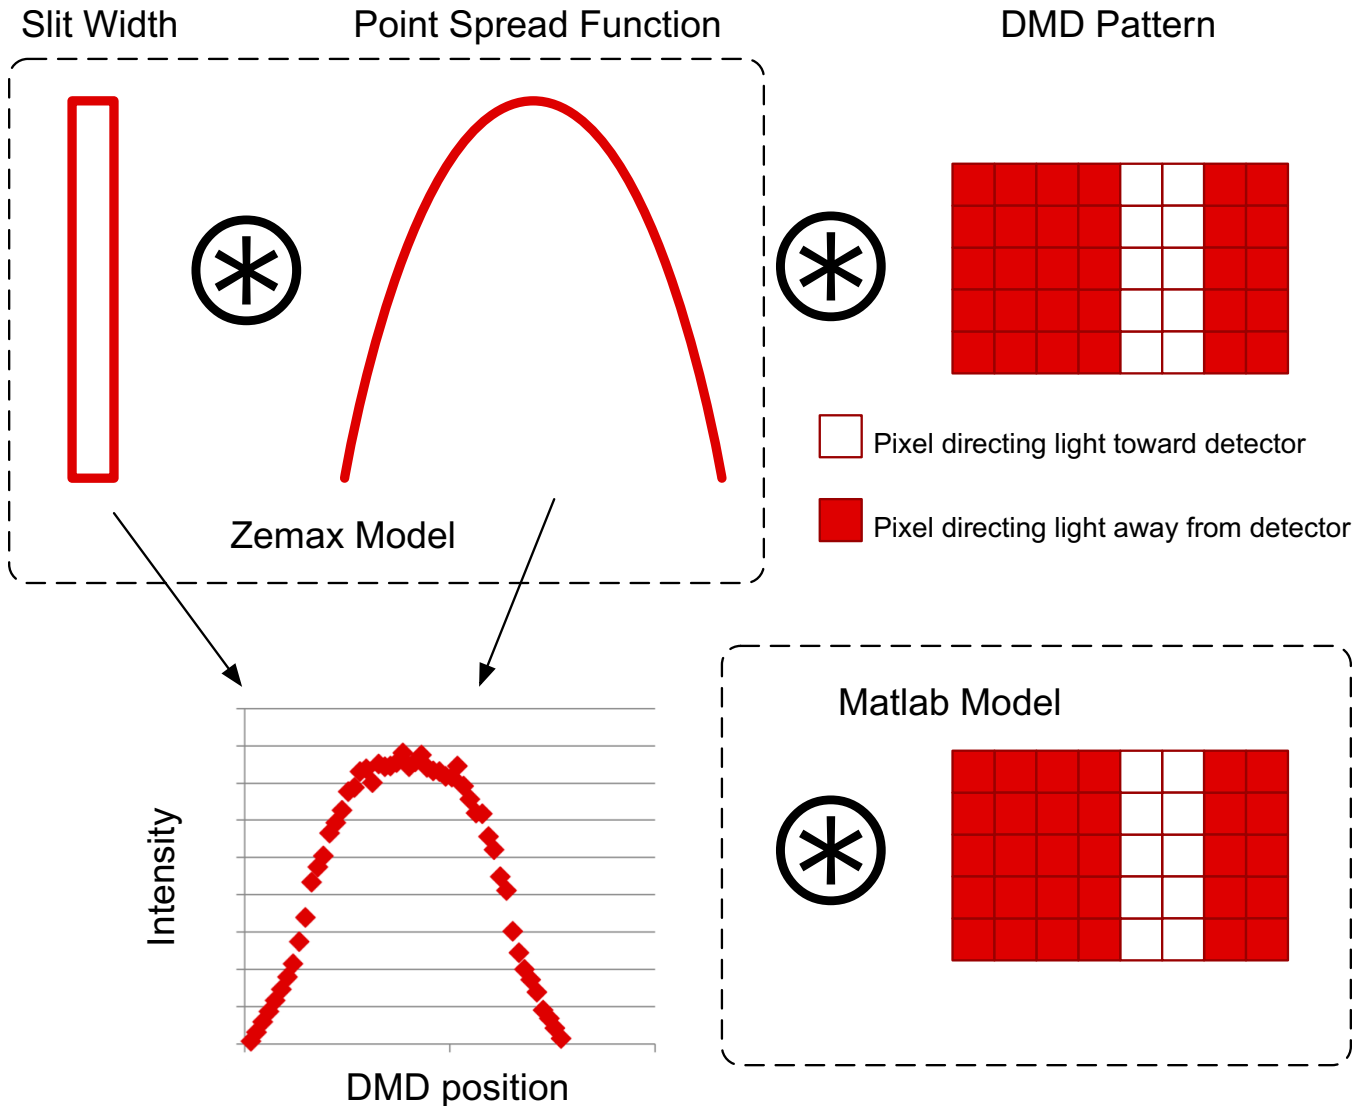 Slit Width
Point Spread Function
DMD Pattern
Pixel directing light toward detector
Pixel directing light away from detector
Zemax Model
Matlab Model
Intensity
DMD position